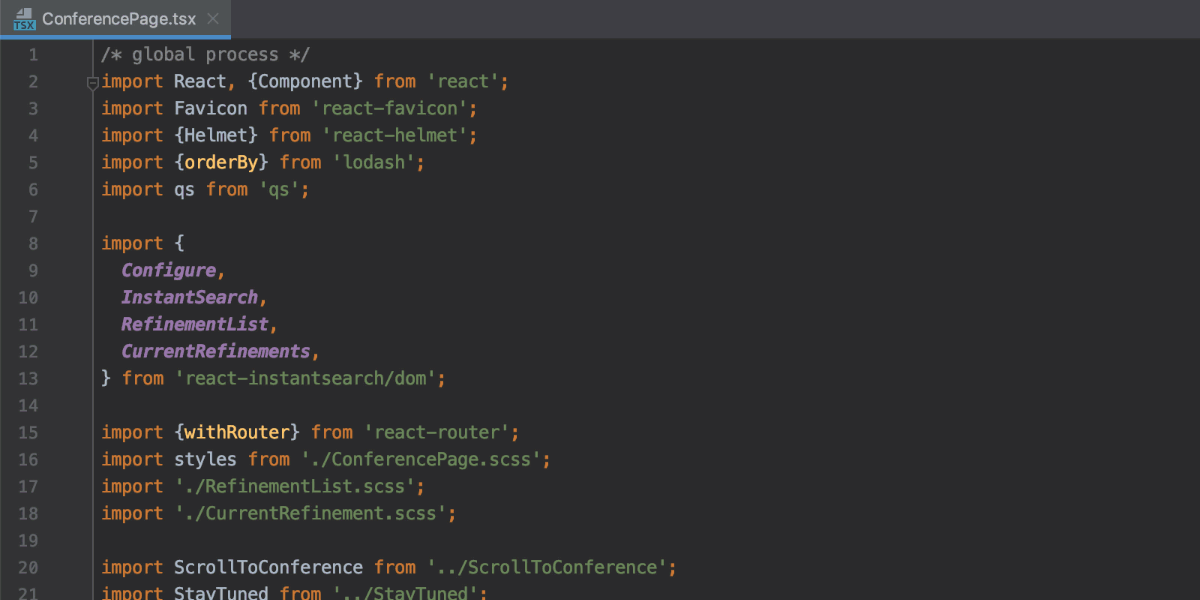 TSX ConferencePage.tsx ×
1 /* global process */
2 import React, {Component} from 'react';
3 import Favicon from 'react-favicon';
4 import {Helmet} from 'react-helmet';
5 import {orderBy} from 'lodash';
6 import qs from 'qs';
7
8 import {
9 Configure,
10 InstantSearch,
11 RefinementList,
12 CurrentRefinements,
13 } from 'react-instantsearch/dom';
14
15 import {withRouter} from 'react-router';
16 import styles from './ConferencePage.scss';
17 import './RefinementList.scss';
18 import './CurrentRefinement.scss';
19
20 import ScrollToConference from '../ScrollToConference';
21 import StayTuned from '../StayTuned';